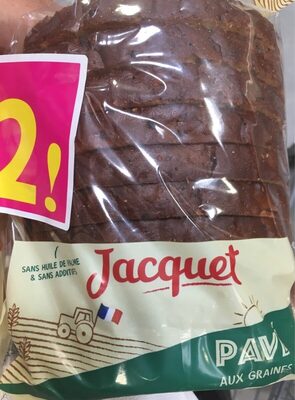 2!
SANS HUILE DE PALME
& SANS ADDITIFS
Jacquet
PAVÉ
AUX GRAINES